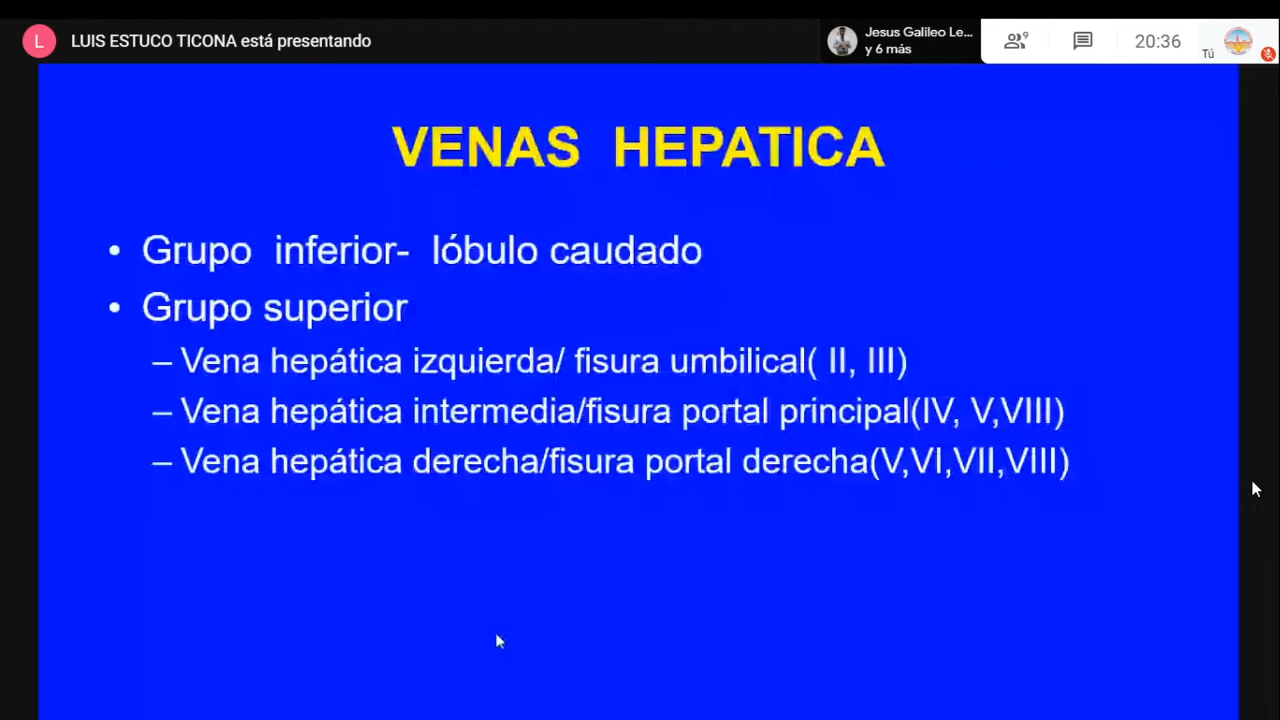 L LUIS ESTUCO TICONA está presentando
Jesus Galileo Le...
y 6 más
9
20:36
Tú
VENAS HEPATICA
• Grupo inferior- lóbulo caudado
• Grupo superior
– Vena hepática izquierda/ fisura umbilical( II, III)
– Vena hepática intermedia/fisura portal principal(IV, V,VIII)
– Vena hepática derecha/fisura portal derecha(V,VI,VII,VIII)